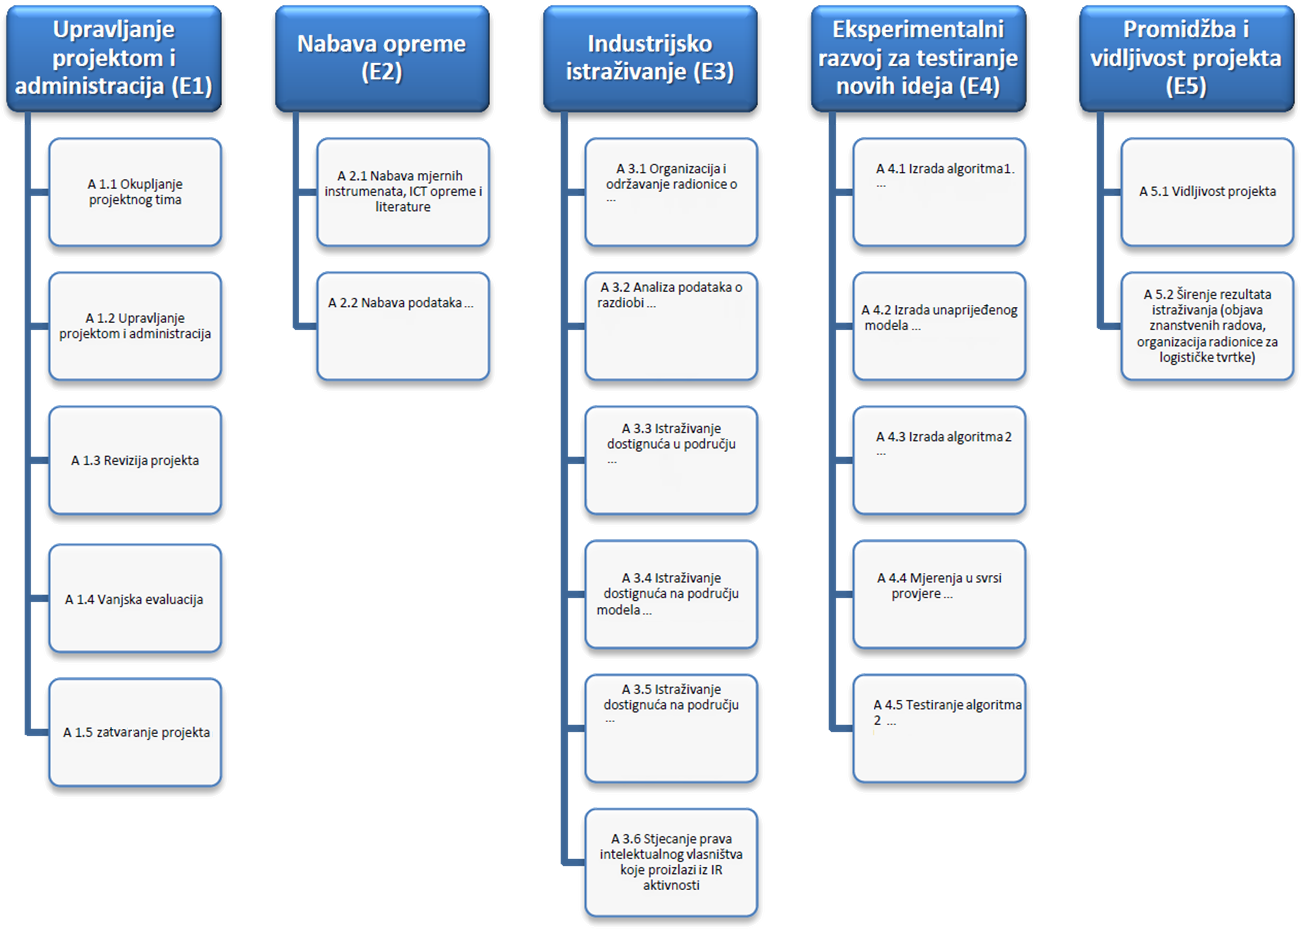 Upravljanje
projektom i
administracija (E1)
A 1.1 Okupljanje
projektnog tima
A 1.2 Upravljanje
projektom i administracija
A 1.3 Revizija projekta
A 1.4 Vanjska evaluacija
A 1.5 zatvaranje projekta
Nabava opreme
(E2)
A 2.1 Nabava mjernih
instrumenata, ICT opreme i
literature
A 2.2 Nabava podataka ...
Industrijsko
istraživanje (E3)
A 3.1 Organizacija i
održavanje radionice o
...
A 3.2 Analiza podataka o
razdiobi ...
A 3.3 Istraživanje
dostignuća u području
...
A 3.4 Istraživanje
dostignuća na području
modela ...
A 3.5 Istraživanje
dostignuća na području
...
A 3.6 Stjecanje prava
intelektualnog vlasništva
koje proizlazi iz IR
aktivnosti
Eksperimentalni
razvoj za testiranje
novih ideja (E4)
A 4.1 Izrada algoritma1.
...
A 4.2 Izrada unaprijeđenog
modela ...
A 4.3 Izrada algoritma 2
...
A 4.4 Mjerenja u svrsi
provjere ...
A 4.5 Testiranje algoritma
2 ...
Promidžba i
vidljivost projekta
(E5)
A 5.1 Vidljivost projekta
A 5.2 Širenje rezultata
istraživanja (objava
znanstvenih radova,
organizacija radionice za
logističke tvrtke)